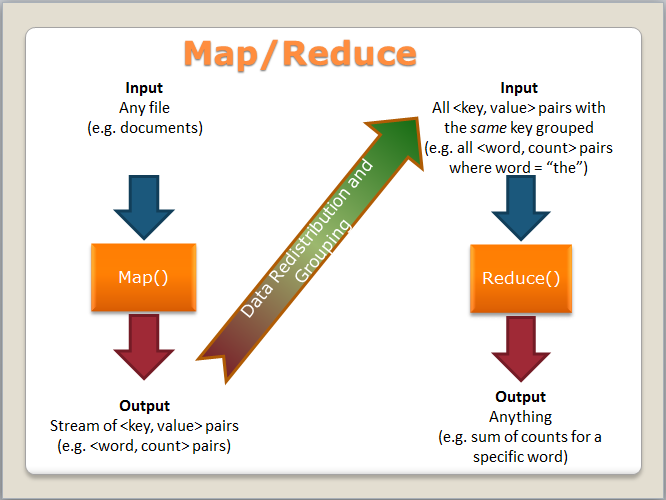 Map/Reduce
Input
Any file
(e.g. documents)
Map()
Output
Stream of <key, value> pairs
(e.g. <word, count> pairs)
Data Redistribution and
Grouping
Input
All <key, value> pairs with
the same key grouped
(e.g. all <word, count> pairs
where word = “the”)
Reduce()
Output
Anything
(e.g. sum of counts for a
specific word)